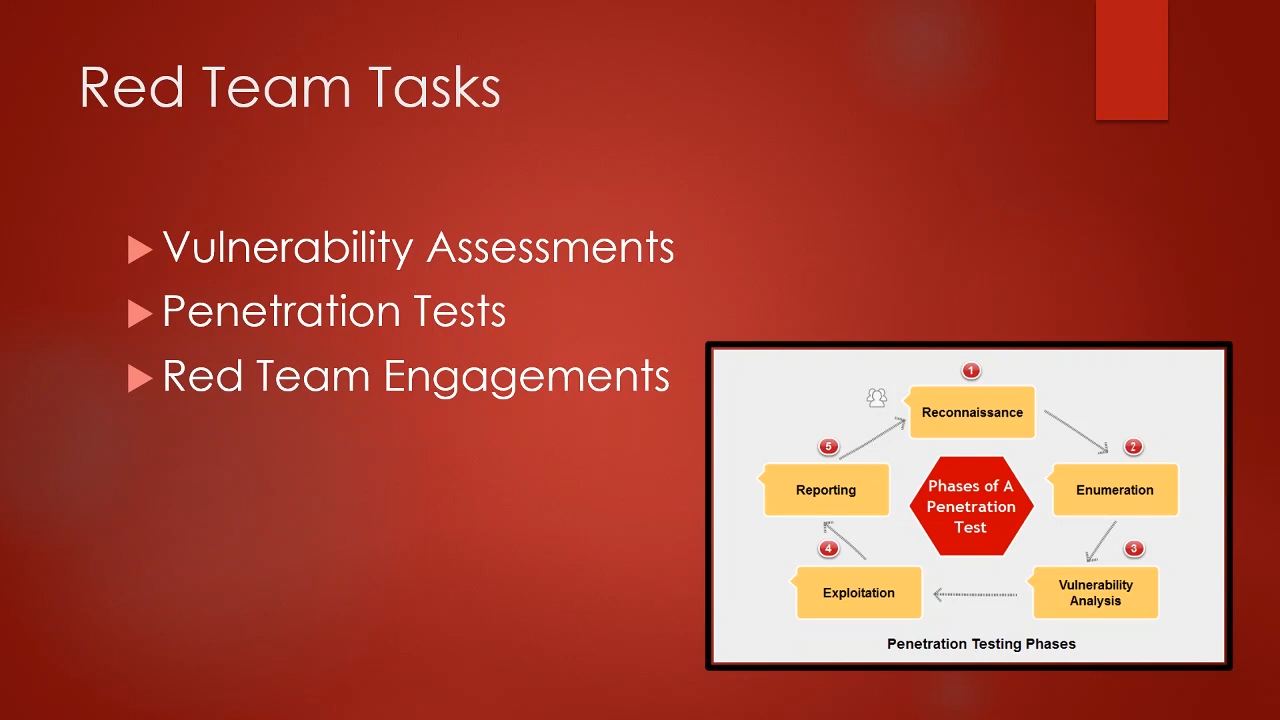 Red Team Tasks
Vulnerability Assessments
Penetration Tests
Red Team Engagements
1
Reconnaissance
2
Enumeration
3
Vulnerability
Analysis
4
Exploitation
5
Reporting
Phases of A
Penetration
Test
Penetration Testing Phases